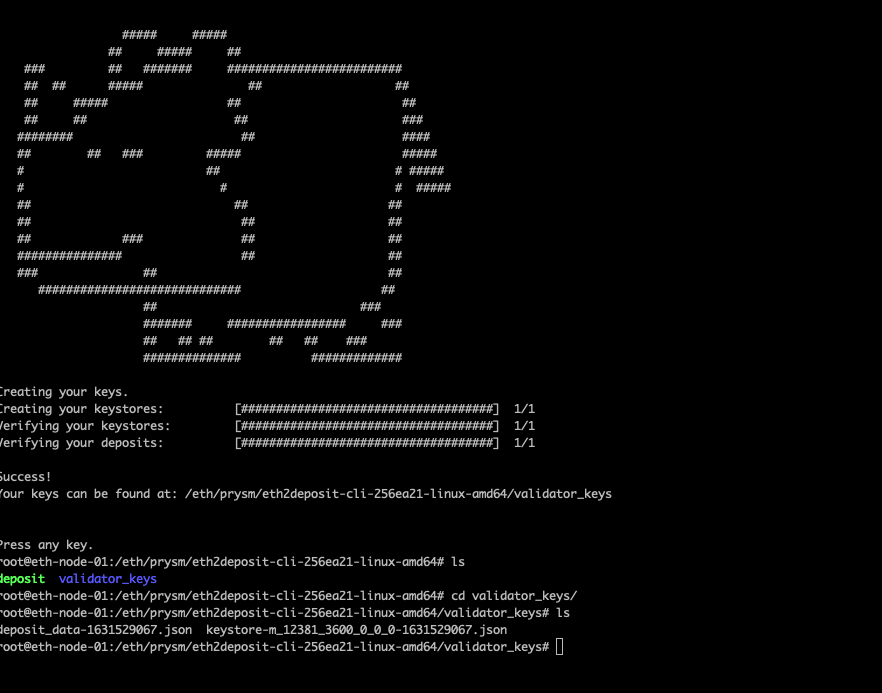 #####     #####
                ##     #####     ##
    ###         ##   #######     #########################
    ##  ##      #####               ##                   ##
    ##     #####                 ##                       ##
    ##     ##                     ##                      ###
   ########                        ##                     ####
   ##        ##   ###         #####                       #####
   #                          ##                         # #####
   #                            #                        #  #####
   ##                             ##                    ##
   ##                              ##                   ##
   ##             ###              ##                   ##
   ###############                 ##                   ##
   ###               ##                                 ##
      #############################                    ##
                     ##                             ###
                     #######     #################     ###
                     ##   ## ##        ##   ##    ###
                     ##############          #############
Creating your keys.
Creating your keystores:          [####################################]  1/1
Verifying your keystores:         [####################################]  1/1
Verifying your deposits:          [####################################]  1/1
Success!
Your keys can be found at: /eth/prysm/eth2deposit-cli-256ea21-linux-amd64/validator_keys
Press any key.
root@eth-node-01:/eth/prysm/eth2deposit-cli-256ea21-linux-amd64# ls
deposit  validator_keys
root@eth-node-01:/eth/prysm/eth2deposit-cli-256ea21-linux-amd64# cd validator_keys/
root@eth-node-01:/eth/prysm/eth2deposit-cli-256ea21-linux-amd64/validator_keys# ls
deposit_data-1631529067.json  keystore-m_12381_3600_0_0_0-1631529067.json
root@eth-node-01:/eth/prysm/eth2deposit-cli-256ea21-linux-amd64/validator_keys#